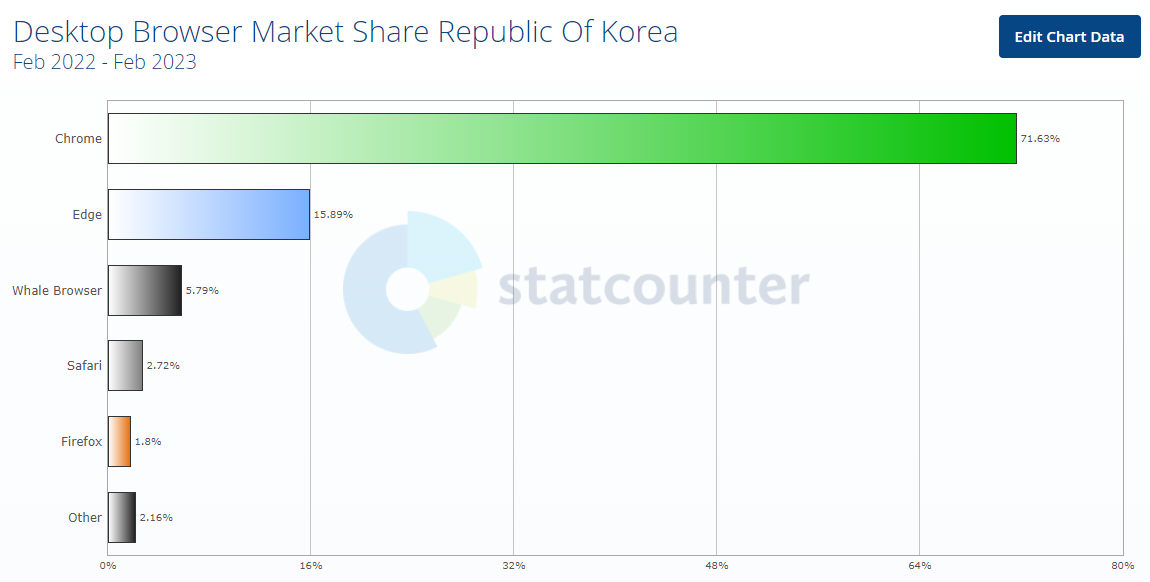 Desktop Browser Market Share Republic Of Korea
Feb 2022 - Feb 2023
Edit Chart Data
Chrome 71.63%
Edge 15.89%
Whale Browser 5.79%
Safari 2.72%
Firefox 1.8%
Other 2.16%
statcounter
0% 16% 32% 48% 64% 80%